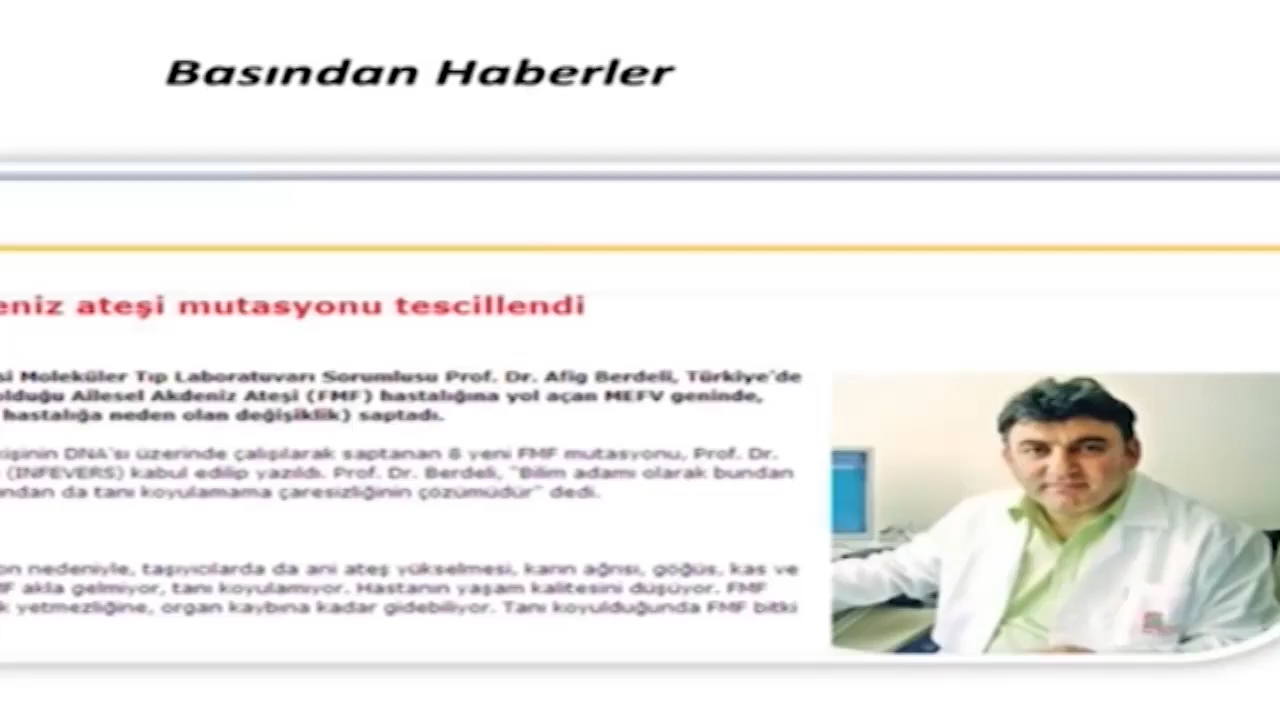 Basından Haberler
eniz ateşi mutasyonu tescillendi
si Moleküler Tıp Laboratuvarı Sorumlusu Prof. Dr. Afig Berdeli, Türkiye'de
olduğu Ailesel Akdeniz Ateşi (FMF) hastalığına yol açan MEFV geninde,
hastalığa neden olan değişiklik) saptadı.
kişinin DNA'sı üzerinde çalışılarak saptanan 8 yeni FMF mutasyonu, Prof. Dr.
(INFEVERS) kabul edilip yazıldı. Prof. Dr. Berdeli, "Bilim adamı olarak bundan
ından da tanı koyulamama çaresizliğinin çözümüdür" dedi.
on nedeniyle, taşıyıcılarda da ani ateş yükselmesi, karın ağrısı, göğüs, kas ve
MF akla gelmiyor, tanı koyulamıyor. Hastanın yaşam kalitesini düşüyor. FMF
k yetmezliğine, organ kaybına kadar gidebiliyor. Tanı koyulduğunda FMF bitki